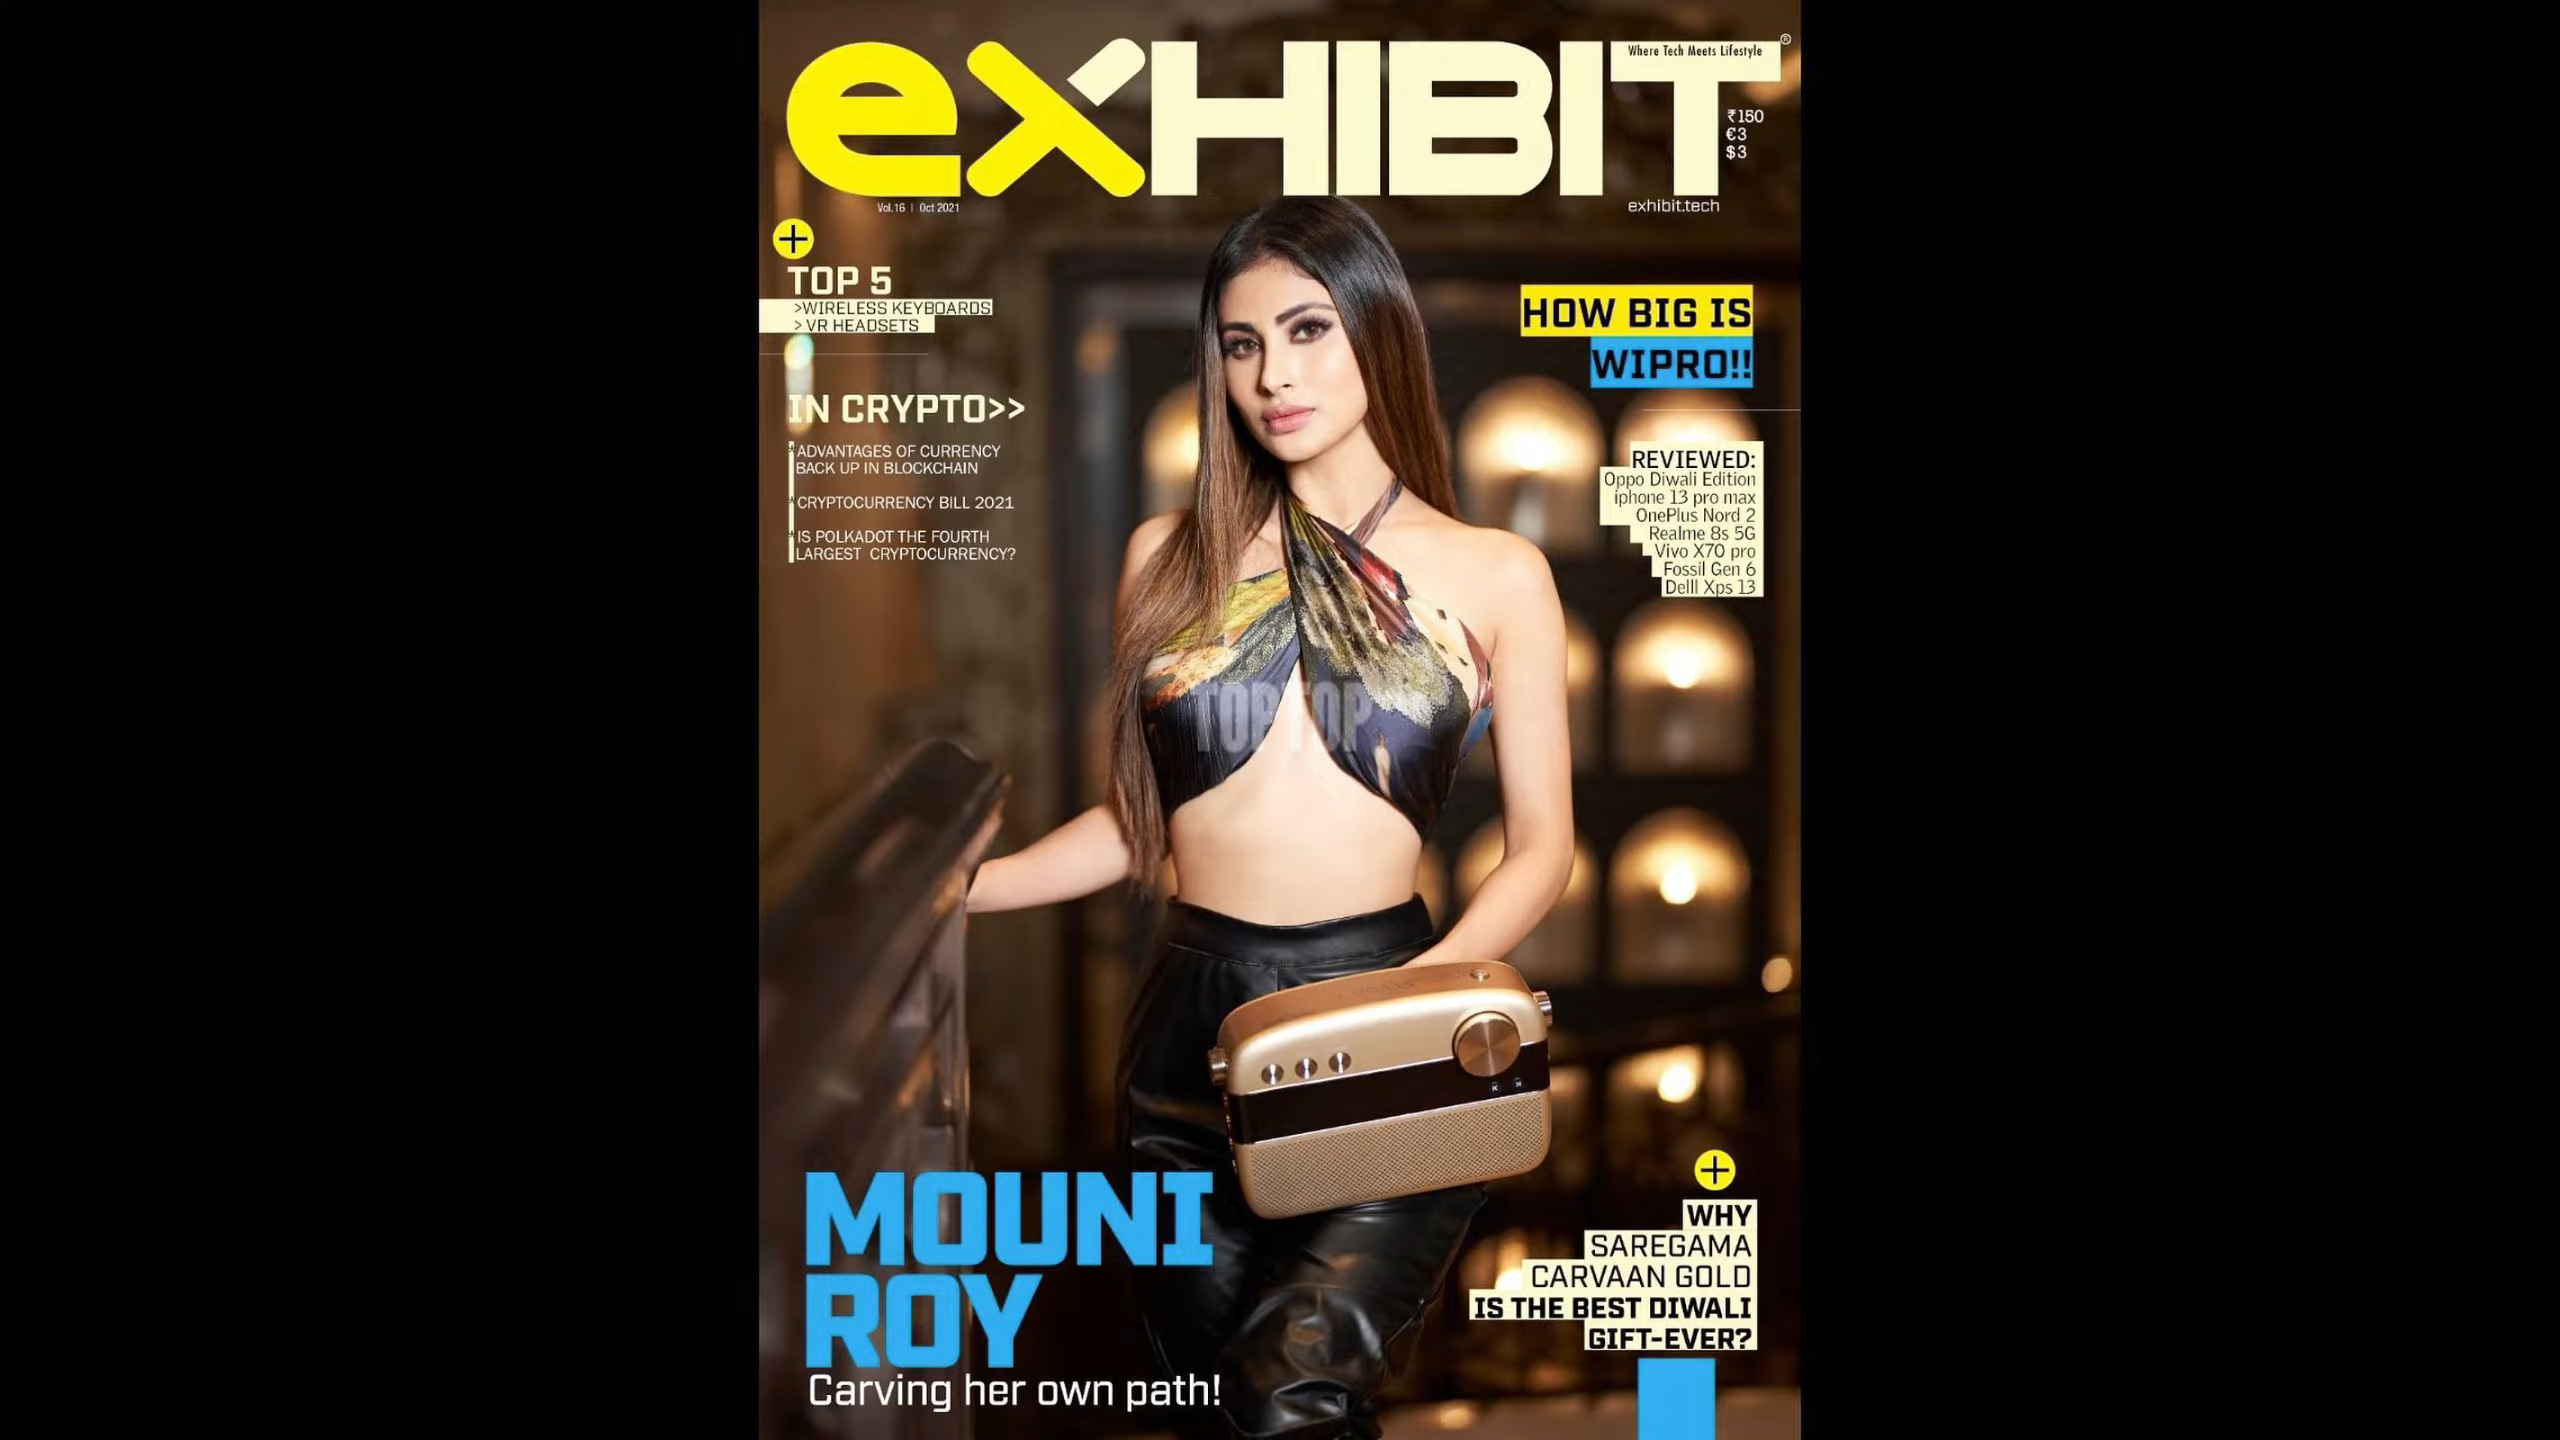 eXHIBIT
Where Tech Meets Lifestyle
®
₹150
€3
$3
Vol.16 | Oct 2021
exhibit.tech
TOP 5
>WIRELESS KEYBOARDS
> VR HEADSETS
IN CRYPTO>>
*ADVANTAGES OF CURRENCY
BACK UP IN BLOCKCHAIN
*CRYPTOCURRENCY BILL 2021
*IS POLKADOT THE FOURTH
LARGEST CRYPTOCURRENCY?
HOW BIG IS
WIPRO!!
REVIEWED:
Oppo Diwali Edition
iphone 13 pro max
OnePlus Nord 2
Realme 8s 5G
Vivo X70 pro
Fossil Gen 6
Delll Xps 13
TOPTOP
MOUNI
ROY
Carving her own path!
WHY
SAREGAMA
CARVAAN GOLD
IS THE BEST DIWALI
GIFT-EVER?